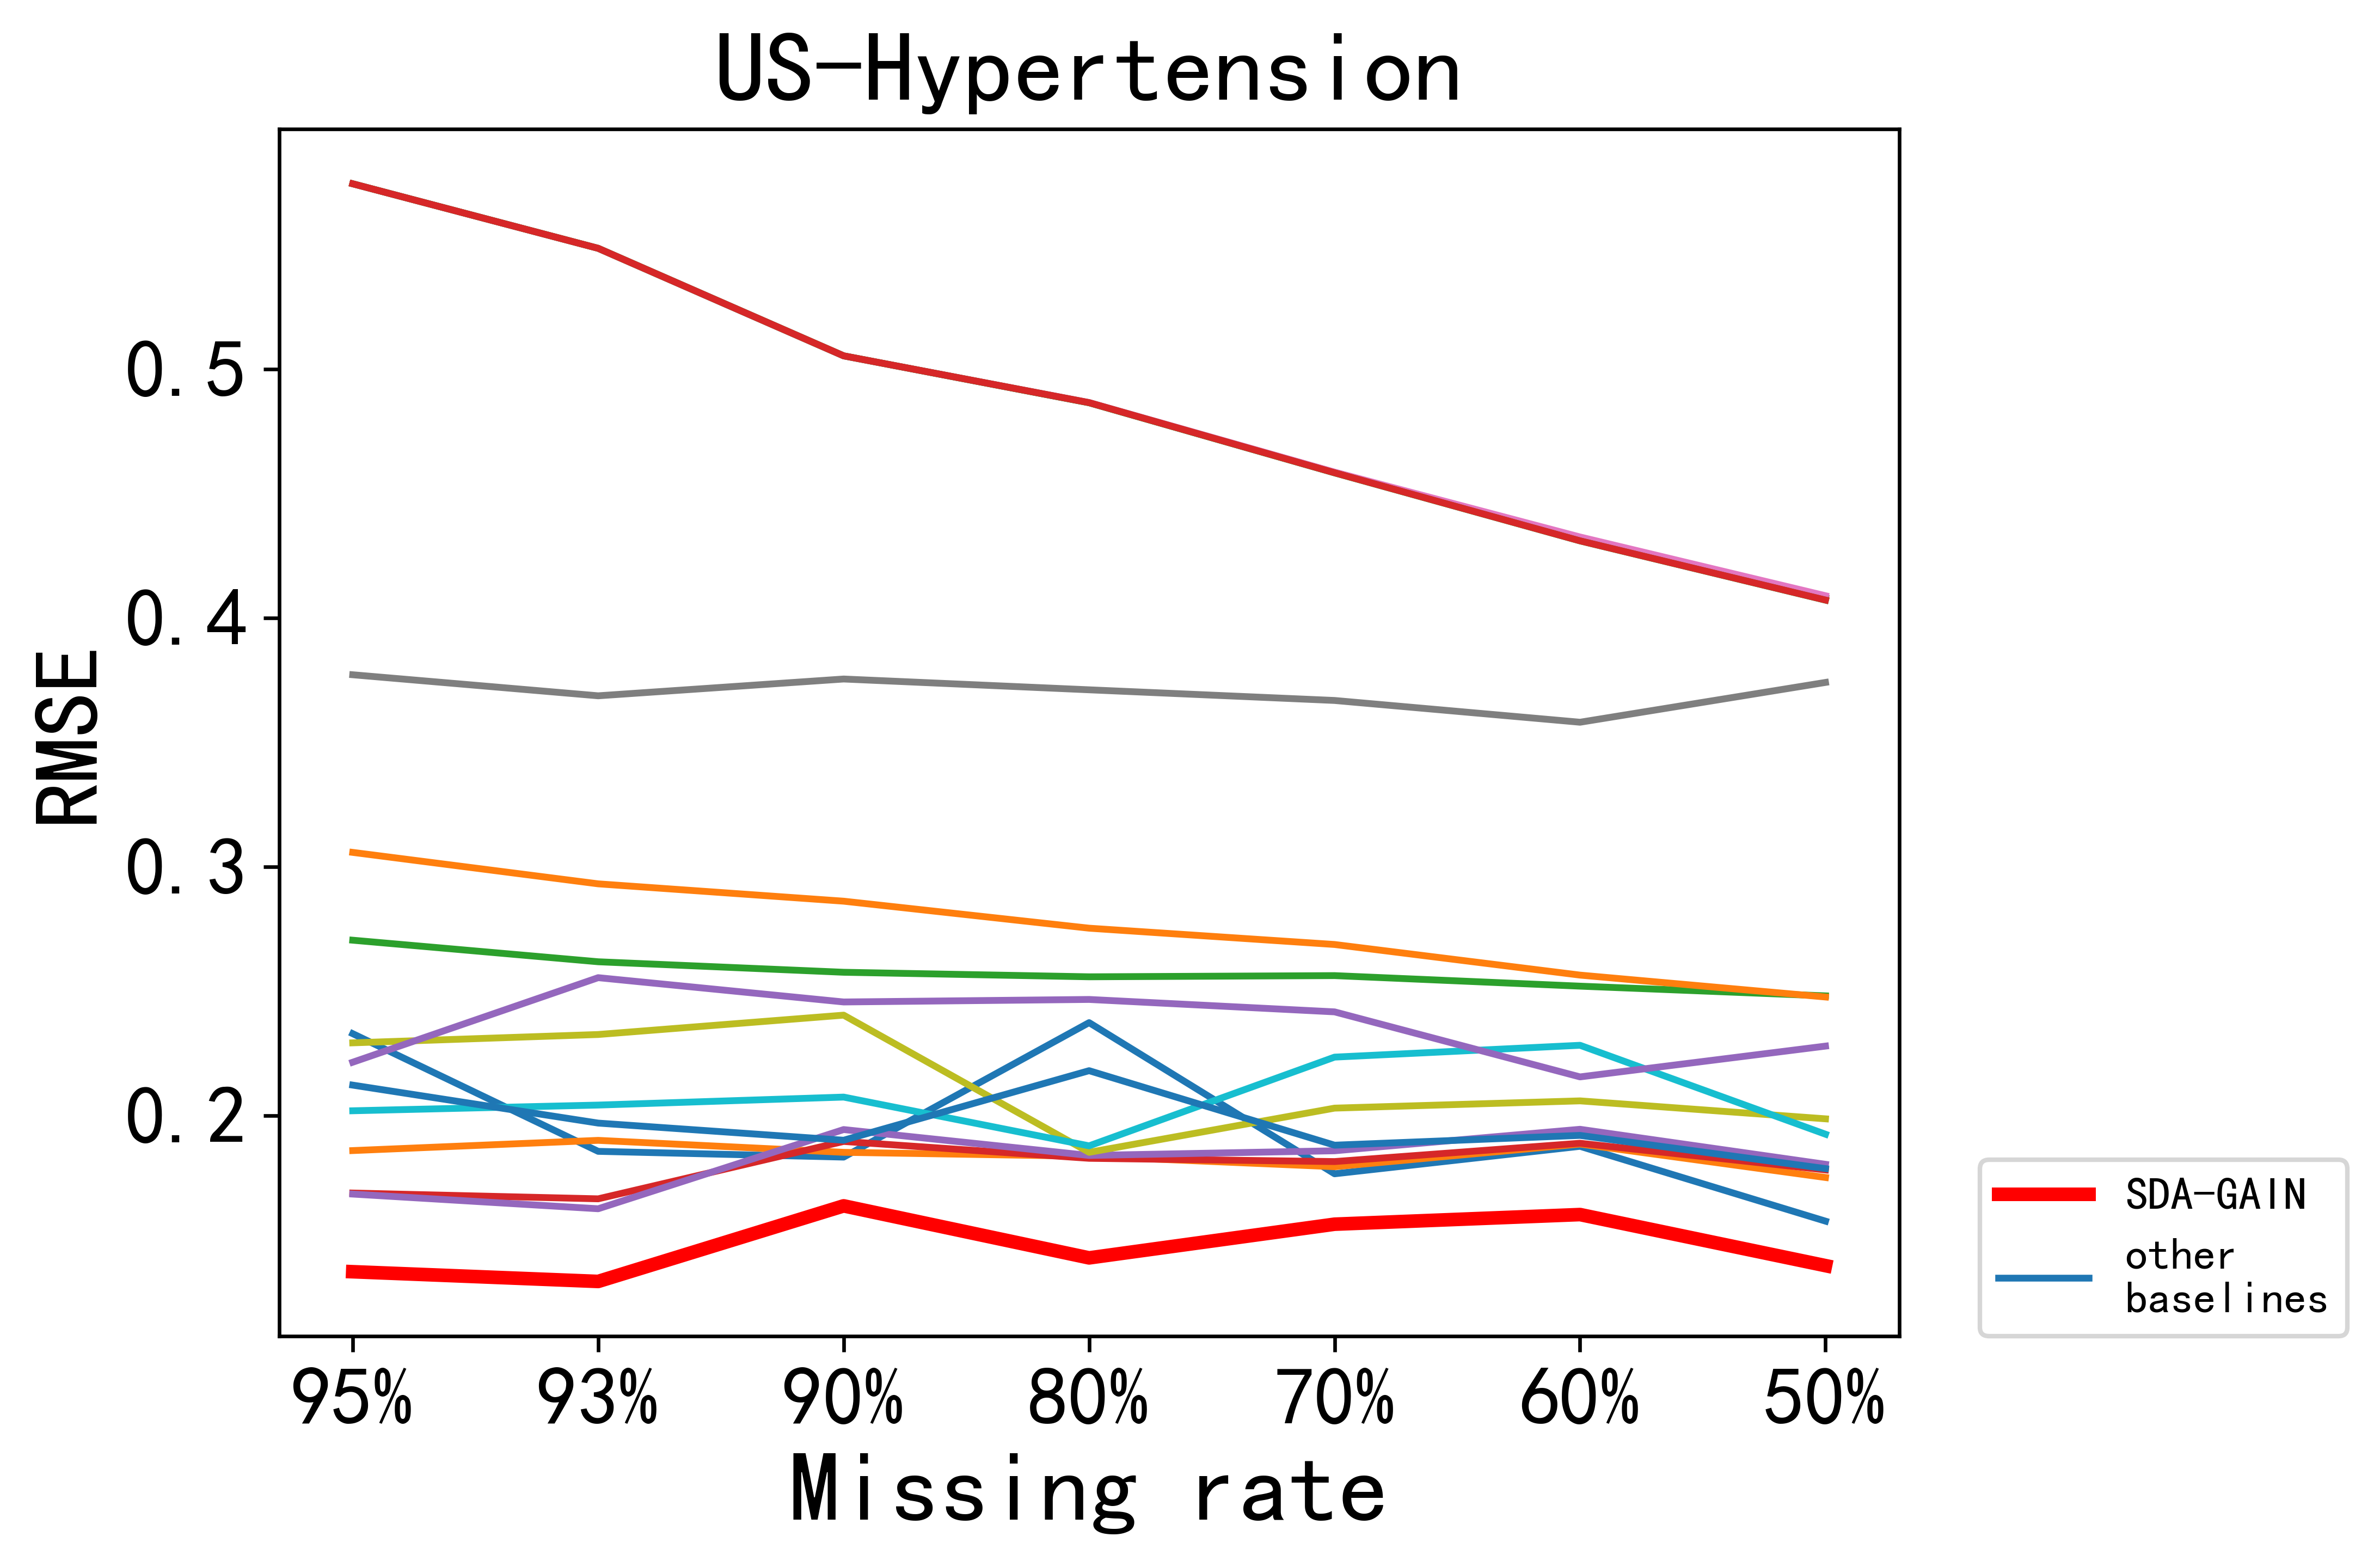 US-Hypertension
RMSE
0.5
0.4
0.3
0.2
95% 93% 90% 80% 70% 60% 50%
Missing rate
SDA-GAIN
other
baselines